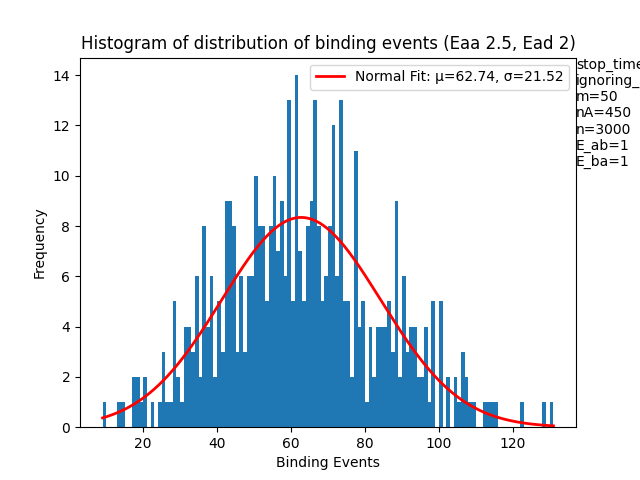 Histogram of distribution of binding events (Eaa 2.5, Ead 2)
Normal Fit: μ=62.74, σ=21.52
stop_time
ignoring_
m=50
nA=450
n=3000
E_ab=1
E_ba=1
14
12
10
8
6
4
2
0
Frequency
20 40 60 80 100 120
Binding Events